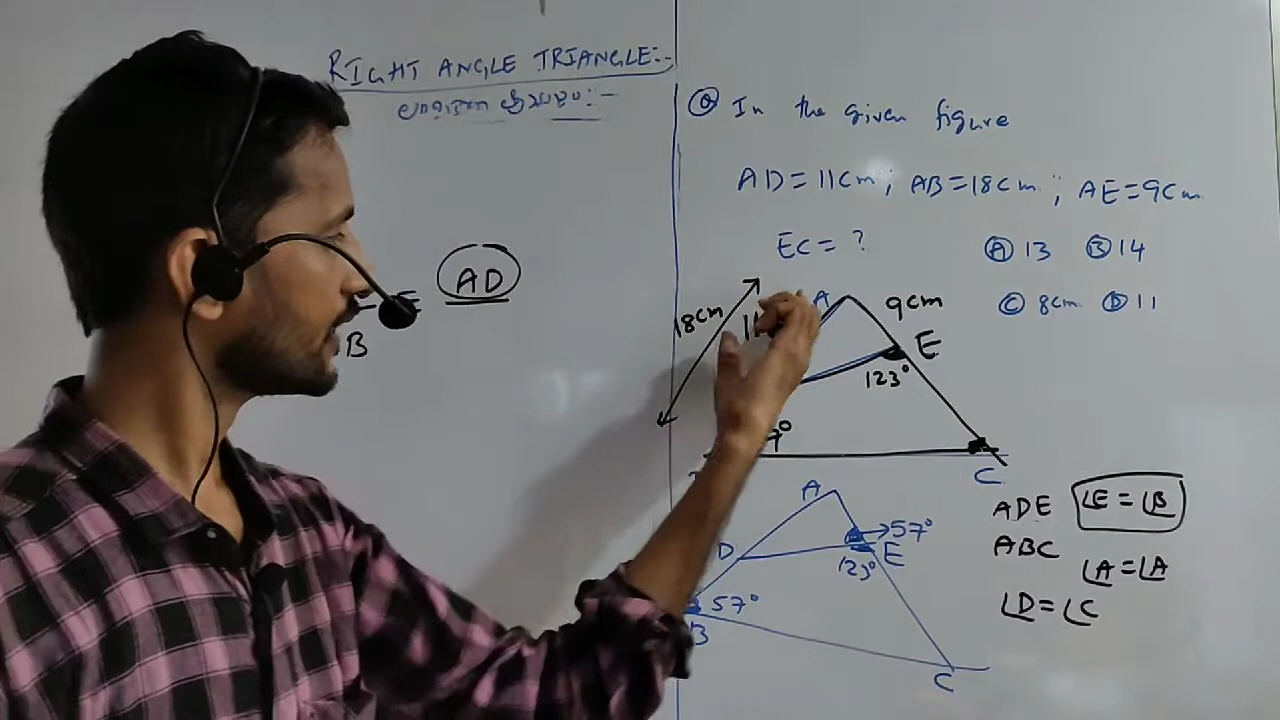 RIGHT ANGLE TRIANGLE:-
Q In the given figure
AD=11cm; AB=18cm; AE=9cm
EC=?
A 13 B 14
C 8cm D 11
AD
B
18cm
A
9cm
E
123°
C
A
D
57°
E
123°
57°
B
C
ADE ∠E=∠B
ABC ∠A=∠A
∠D=∠C